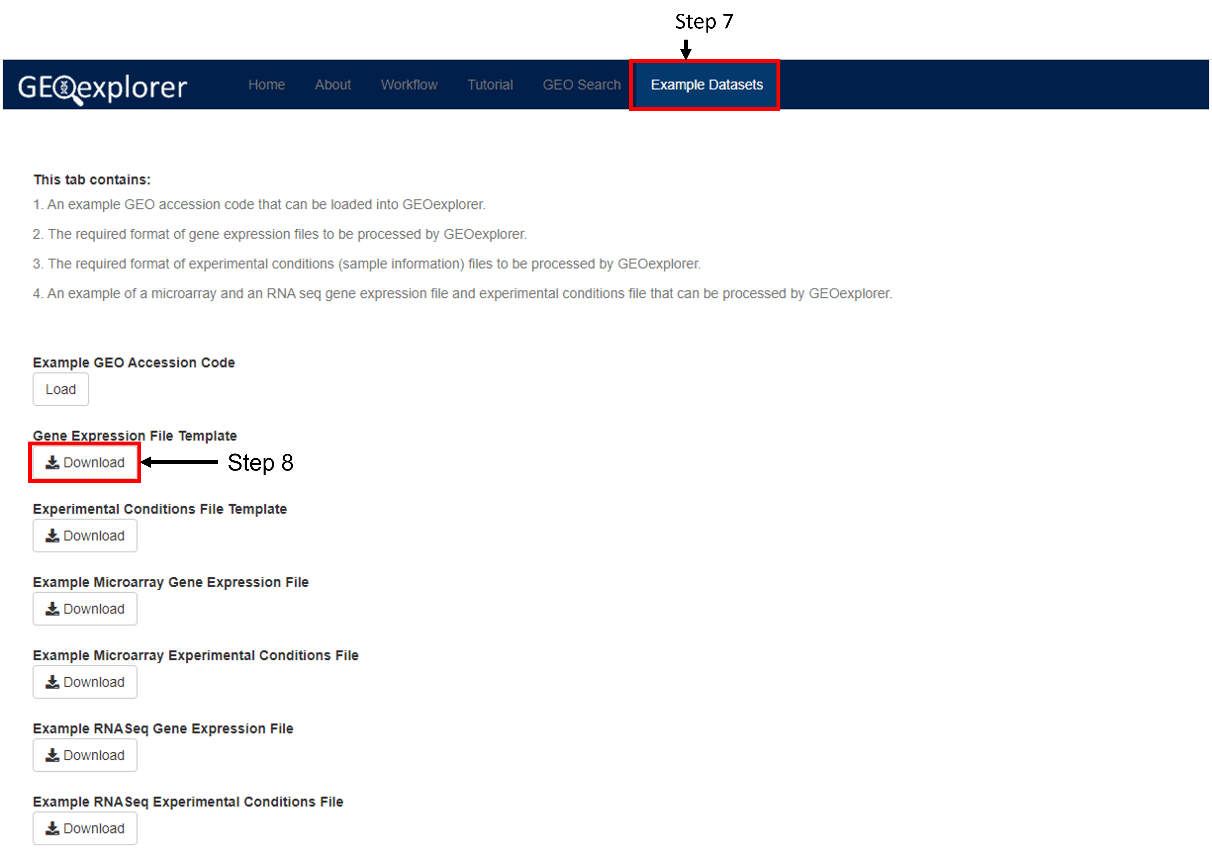 Step 7
GEOexplorer Home About Workflow Tutorial GEO Search Example Datasets
This tab contains:
1. An example GEO accession code that can be loaded into GEOexplorer.
2. The required format of gene expression files to be processed by GEOexplorer.
3. The required format of experimental conditions (sample information) files to be processed by GEOexplorer.
4. An example of a microarray and an RNA seq gene expression file and experimental conditions file that can be processed by GEOexplorer.
Example GEO Accession Code
Load
Gene Expression File Template
Download Step 8
Experimental Conditions File Template
Download
Example Microarray Gene Expression File
Download
Example Microarray Experimental Conditions File
Download
Example RNASeq Gene Expression File
Download
Example RNASeq Experimental Conditions File
Download